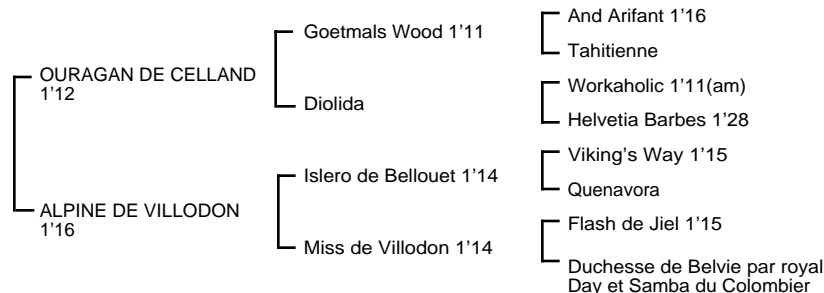 And Arifant 1’16
Goetmals Wood 1’11
Tahitienne
OURAGAN DE CELLAND
1’12
Workaholic 1’11(am)
Diolida
Helvetia Barbes 1’28
Viking’s Way 1’15
Islero de Bellouet 1’14
Quenavora
ALPINE DE VILLODON
1’16
Flash de Jiel 1’15
Miss de Villodon 1’14
Duchesse de Belvie par royal
Day et Samba du Colombier